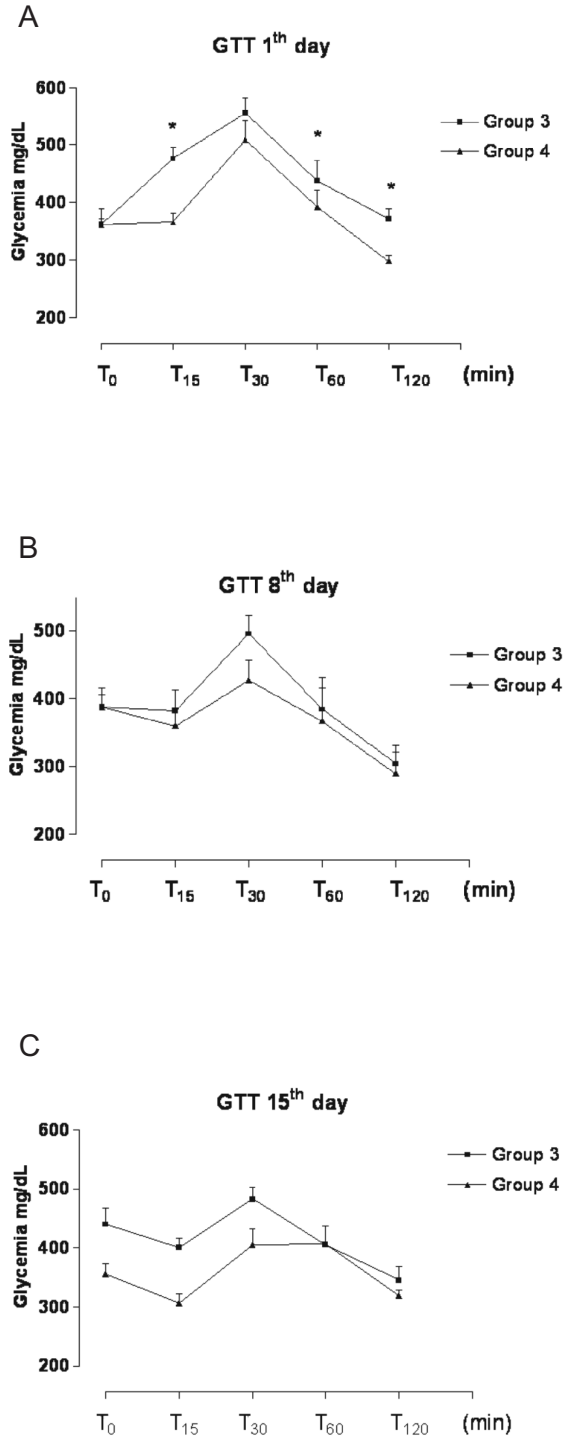 A
GTT 1th day
Glycemia mg/dL
600
500
400
300
200
Group 3
Group 4
*
*
*
T0 T15 T30 T60 T120 (min)
B
GTT 8th day
Glycemia mg/dL
500
400
300
200
Group 3
Group 4
T0 T15 T30 T60 T120 (min)
C
GTT 15th day
Glycemia mg/dL
600
500
400
300
200
Group 3
Group 4
T0 T15 T30 T60 T120 (min)